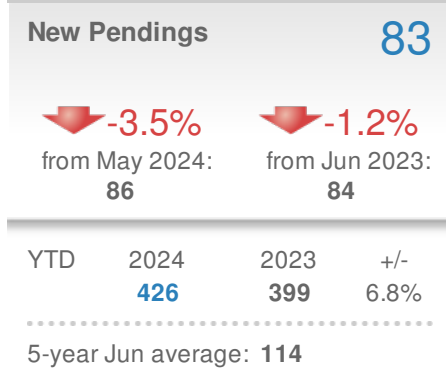 New Pendings 83
-3.5% -1.2%
from May 2024: from Jun 2023:
86 84
YTD 2024 2023 +/-
426 399 6.8%
5-year Jun average: 114